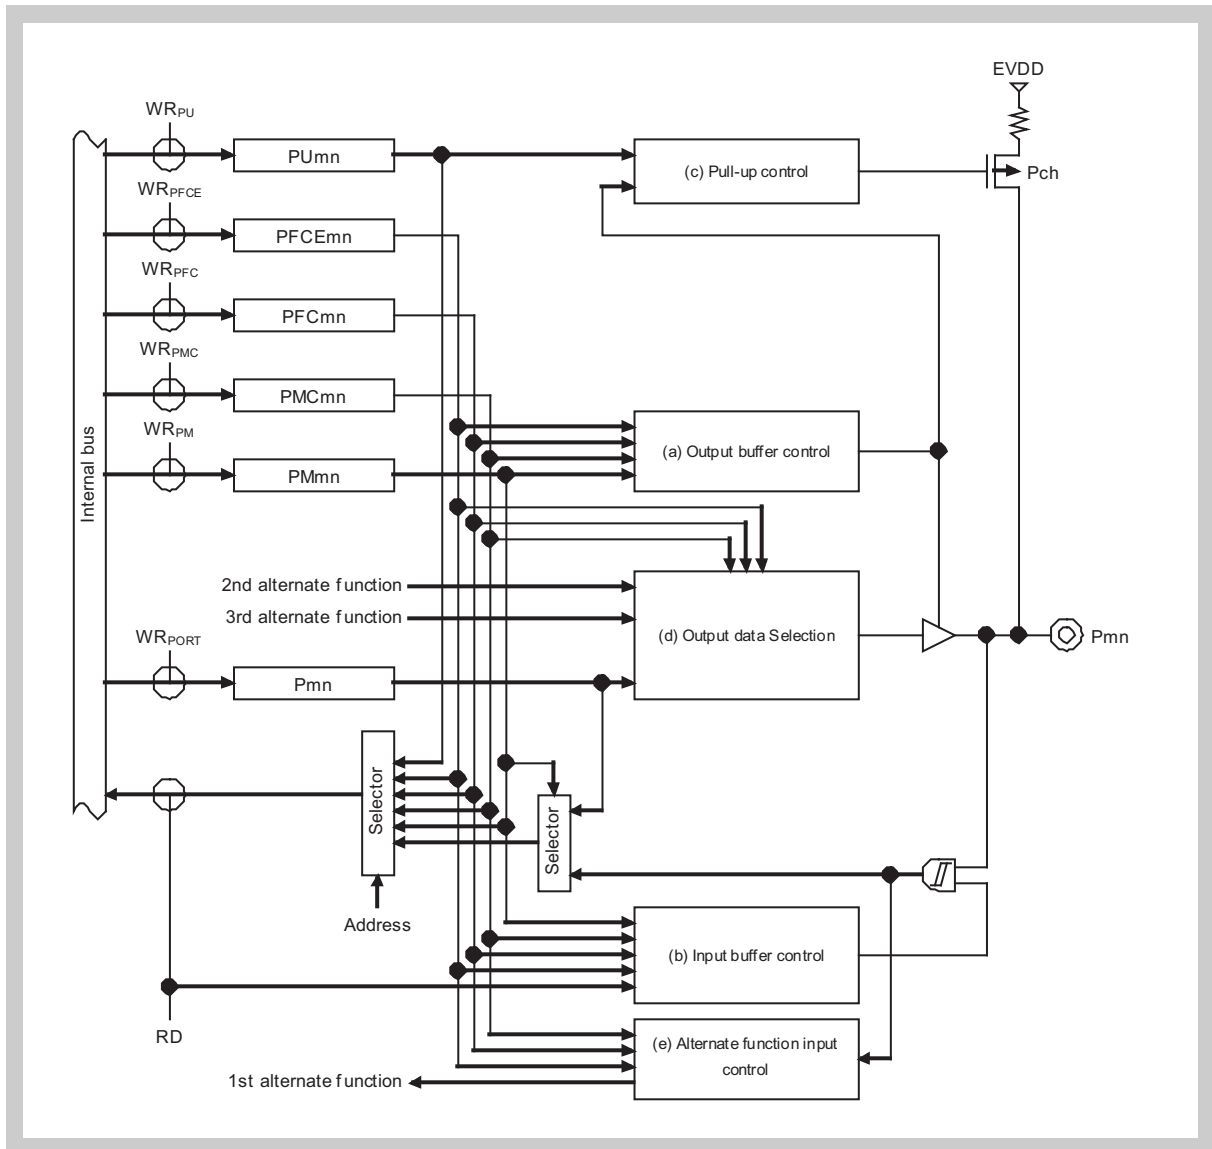 EVDD
WRPU
PUmn
(c) Pull-up control
Pch
WRPFCE
PFCEmn
WRPFC
PFCmn
WRPMC
PMCmn
WRPM
PMmn
(a) Output buffer control
Internal bus
2nd alternate function
3rd alternate function
(d) Output data Selection
WRPORT
Pmn
Pmn
Selector
Selector
Address
(b) Input buffer control
RD
(e) Alternate function input
control
1st alternate function